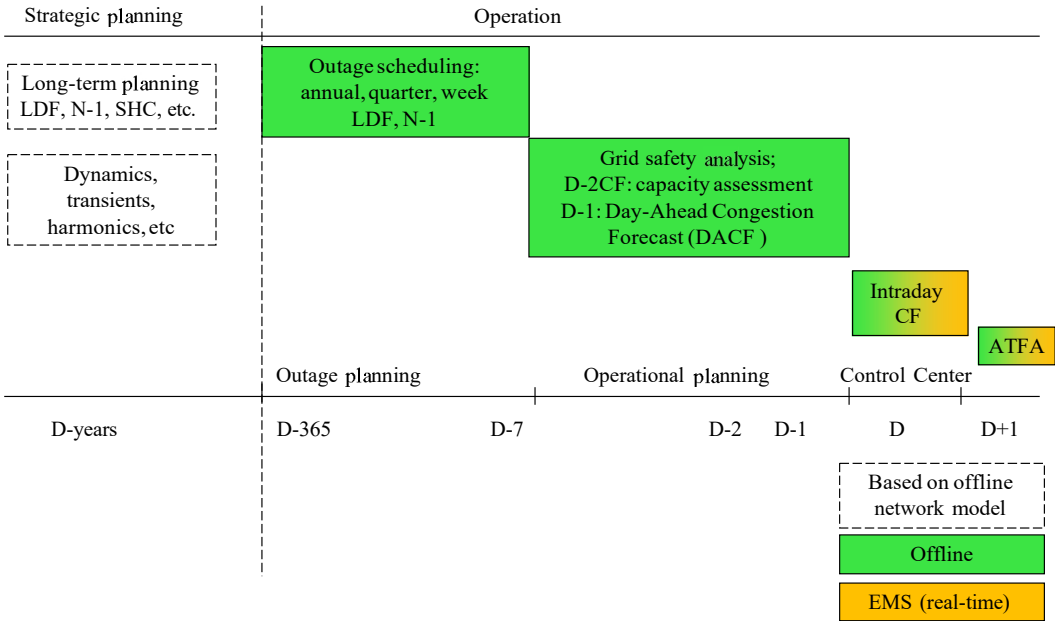 Strategic planning
Operation
Long-term planning
LDF, N-1, SHC, etc.
Outage scheduling:
annual, quarter, week
LDF, N-1
Dynamics,
transients,
harmonics, etc
Grid safety analysis;
D-2CF: capacity assessment
D-1: Day-Ahead Congestion
Forecast (DACF )
Intraday
CF
ATFA
Outage planning
Operational planning
Control Center
D-years
D-365
D-7
D-2
D-1
D
D+1
Based on offline
network model
Offline
EMS (real-time)